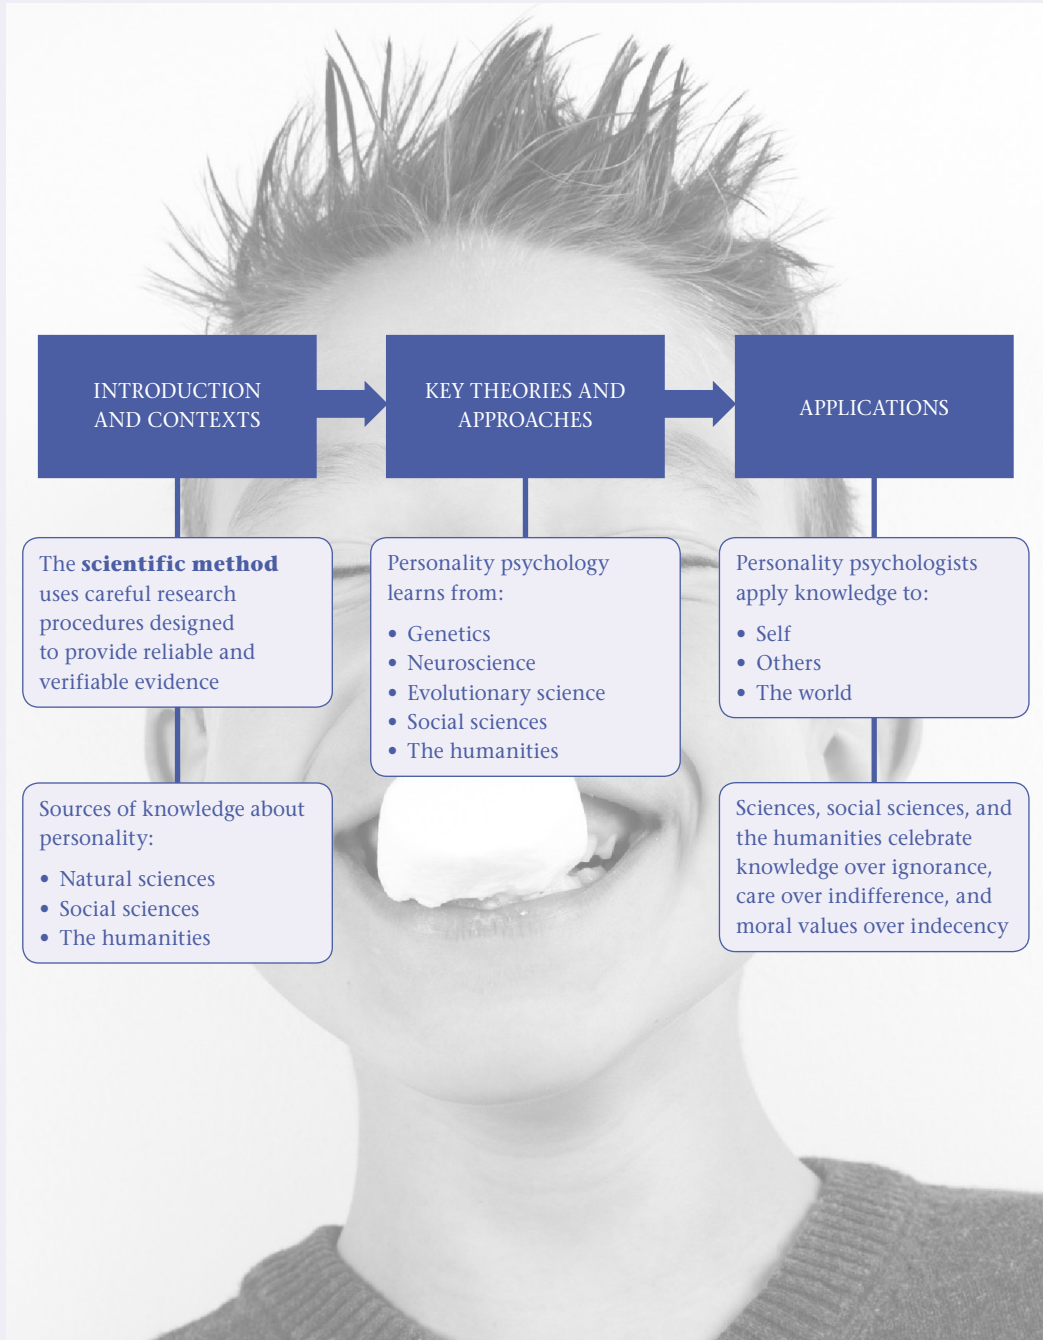 INTRODUCTION
AND CONTEXTS
KEY THEORIES AND
APPROACHES
APPLICATIONS
The scientific method
uses careful research
procedures designed
to provide reliable and
verifiable evidence
Sources of knowledge about
personality:
• Natural sciences
• Social sciences
• The humanities
Personality psychology
learns from:
• Genetics
• Neuroscience
• Evolutionary science
• Social sciences
• The humanities
Personality psychologists
apply knowledge to:
• Self
• Others
• The world
Sciences, social sciences, and
the humanities celebrate
knowledge over ignorance,
care over indifference, and
moral values over indecency